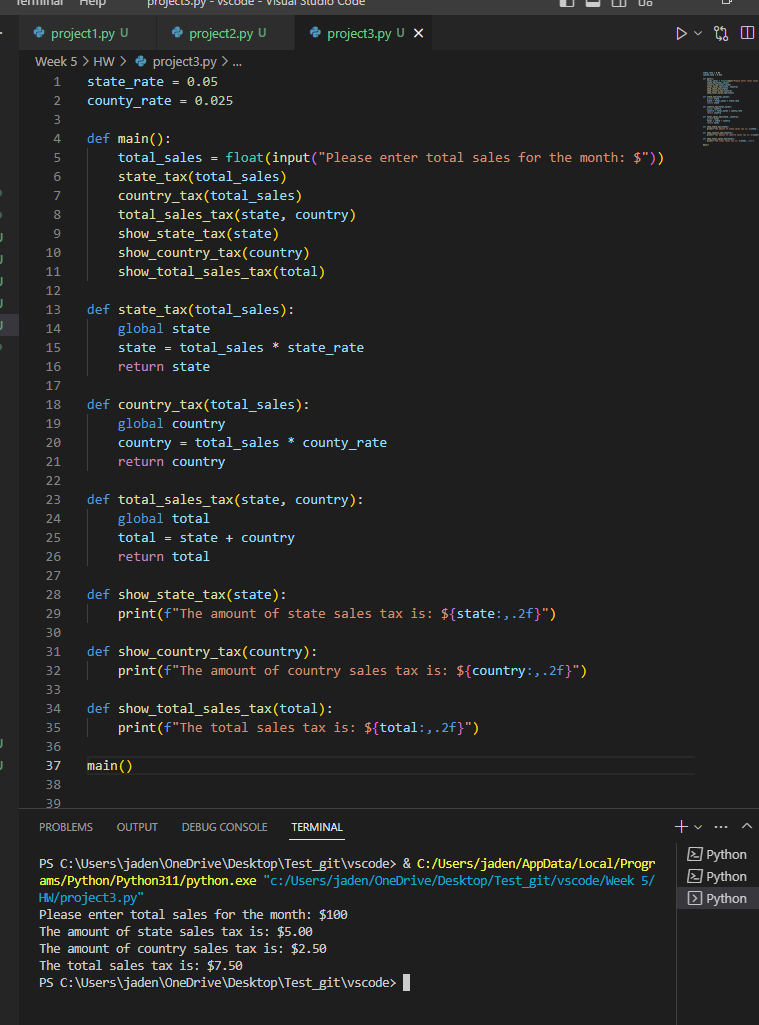 Terminal Help project3.py - vscode - Visual Studio Code
project1.py U project2.py U project3.py U
Week 5 > HW > project3.py > ...
1 state_rate = 0.05
2 county_rate = 0.025
3
4 def main():
5 total_sales = float(input("Please enter total sales for the month: $"))
6 state_tax(total_sales)
7 country_tax(total_sales)
8 total_sales_tax(state, country)
9 show_state_tax(state)
10 show_country_tax(country)
11 show_total_sales_tax(total)
12
13 def state_tax(total_sales):
14 global state
15 state = total_sales * state_rate
16 return state
17
18 def country_tax(total_sales):
19 global country
20 country = total_sales * county_rate
21 return country
22
23 def total_sales_tax(state, country):
24 global total
25 total = state + country
26 return total
27
28 def show_state_tax(state):
29 print(f"The amount of state sales tax is: ${state:,.2f}")
30
31 def show_country_tax(country):
32 print(f"The amount of country sales tax is: ${country:,.2f}")
33
34 def show_total_sales_tax(total):
35 print(f"The total sales tax is: ${total:,.2f}")
36
37 main()
38
39
PROBLEMS OUTPUT DEBUG CONSOLE TERMINAL
PS C:\Users\jaden\OneDrive\Desktop\Test_git\vscode> & C:/Users/jaden/AppData/Local/Progr
ams/Python/Python311/python.exe "c:/Users/jaden/OneDrive/Desktop/Test_git/vscode/Week 5/
HW/project3.py"
Please enter total sales for the month: $100
The amount of state sales tax is: $5.00
The amount of country sales tax is: $2.50
The total sales tax is: $7.50
PS C:\Users\jaden\OneDrive\Desktop\Test_git\vscode>
Python
Python
Python